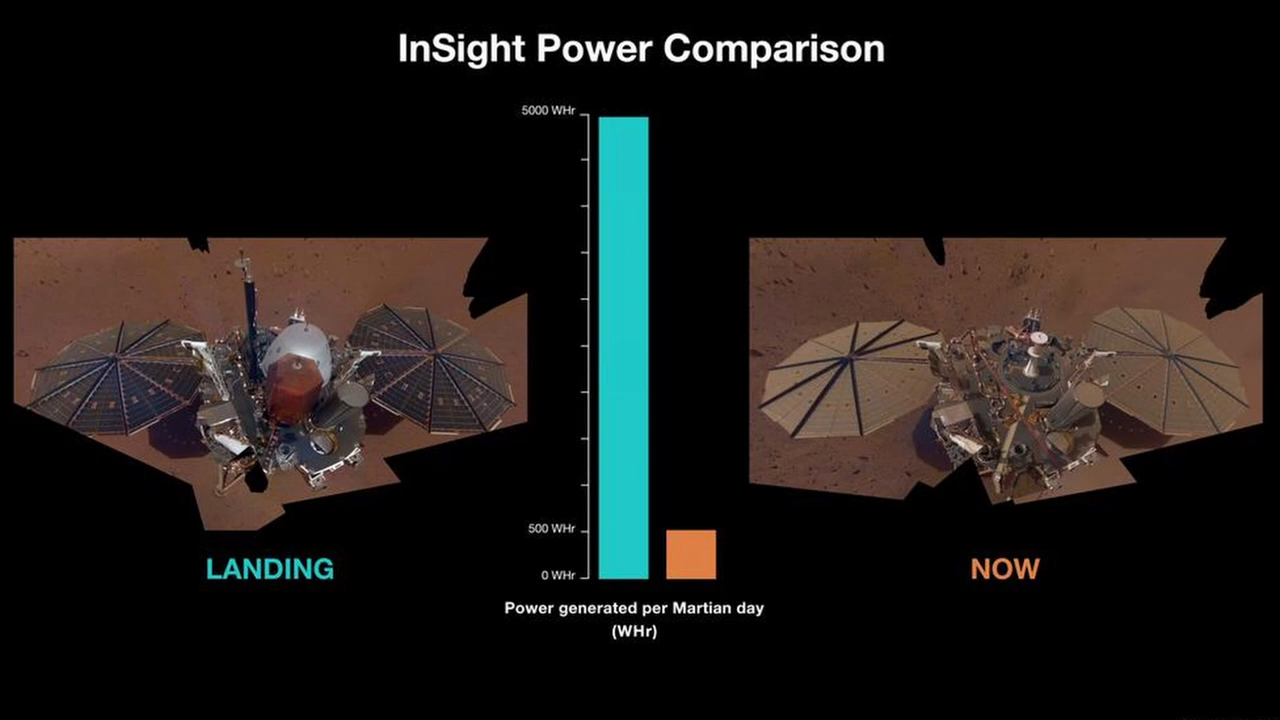 InSight Power Comparison
5000 WHr
500 WHr
0 WHr
LANDING
NOW
Power generated per Martian day
(WHr)